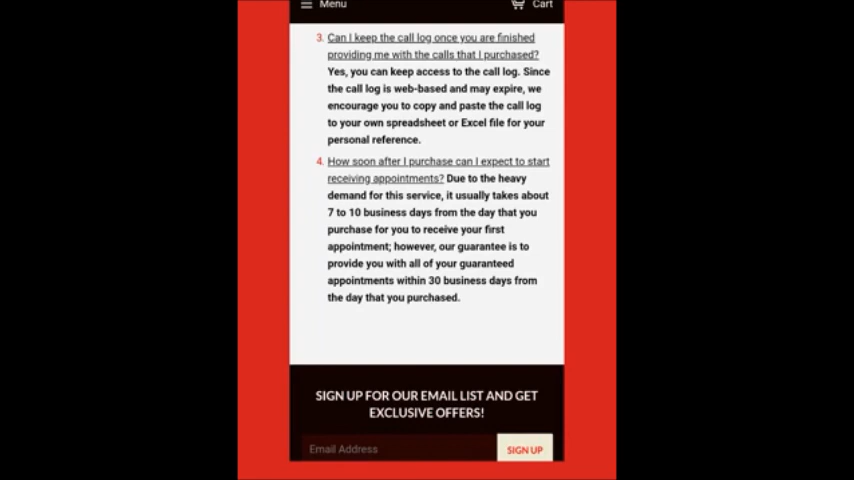 Menu
Cart
3. Can I keep the call log once you are finished
providing me with the calls that I purchased?
Yes, you can keep access to the call log. Since
the call log is web-based and may expire, we
encourage you to copy and paste the call log
to your own spreadsheet or Excel file for your
personal reference.
4. How soon after I purchase can I expect to start
receiving appointments? Due to the heavy
demand for this service, it usually takes about
7 to 10 business days from the day that you
purchase for you to receive your first
appointment; however, our guarantee is to
provide you with all of your guaranteed
appointments within 30 business days from
the day that you purchased.
SIGN UP FOR OUR EMAIL LIST AND GET
EXCLUSIVE OFFERS!
Email Address
SIGN UP